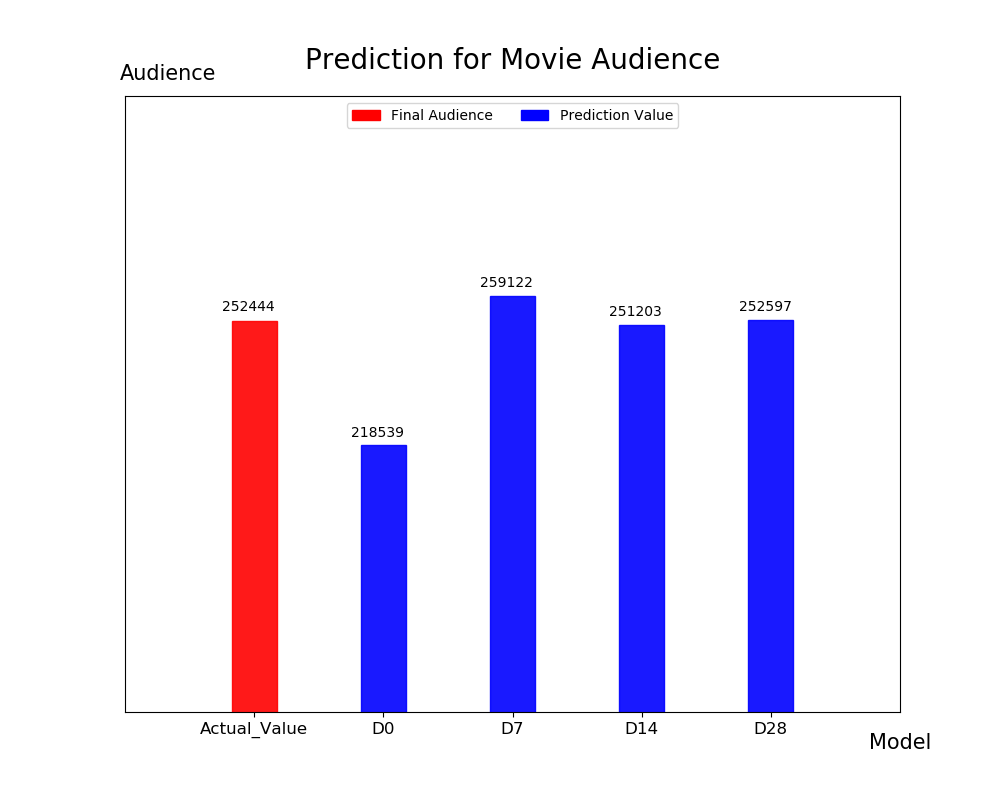 Prediction for Movie Audience
Audience
Final Audience
Prediction Value
252444
218539
259122
251203
252597
Actual_Value
D0
D7
D14
D28
Model